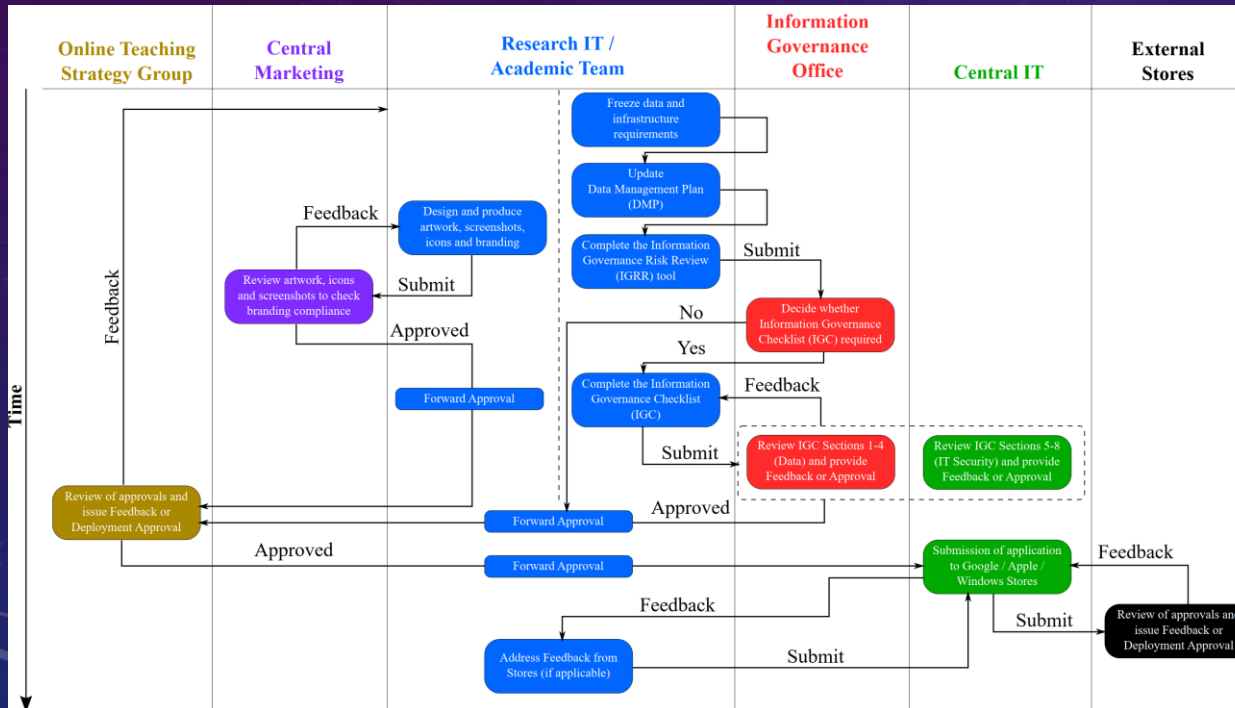 Online Teaching
Strategy Group
Central
Marketing
Research IT /
Academic Team
Information
Governance
Office
Central IT
External
Stores
Time
Freeze data and
infrastructure
requirements
Update
Data Management Plan
(DMP)
Feedback
Design and produce
artwork, screenshots,
icons and branding
Complete the Information
Governance Risk Review
(IGRR) tool
Submit
Feedback
Review artwork, icons
and screenshots to check
branding compliance
Submit
Decide whether
Information Governance
Checklist (IGC) required
No
Approved
Yes
Forward Approval
Complete the Information
Governance Checklist
(IGC)
Feedback
Submit
Review IGC Sections 1-4
(Data) and provide
Feedback or Approval
Review IGC Sections 5-8
(IT Security) and provide
Feedback or Approval
Review of approvals and
issue Feedback or
Deployment Approval
Forward Approval
Approved
Approved
Forward Approval
Submission of application
to Google / Apple /
Windows Stores
Feedback
Feedback
Submit
Review of approvals and
issue Feedback or
Deployment Approval
Address Feedback from
Stores (if applicable)
Submit